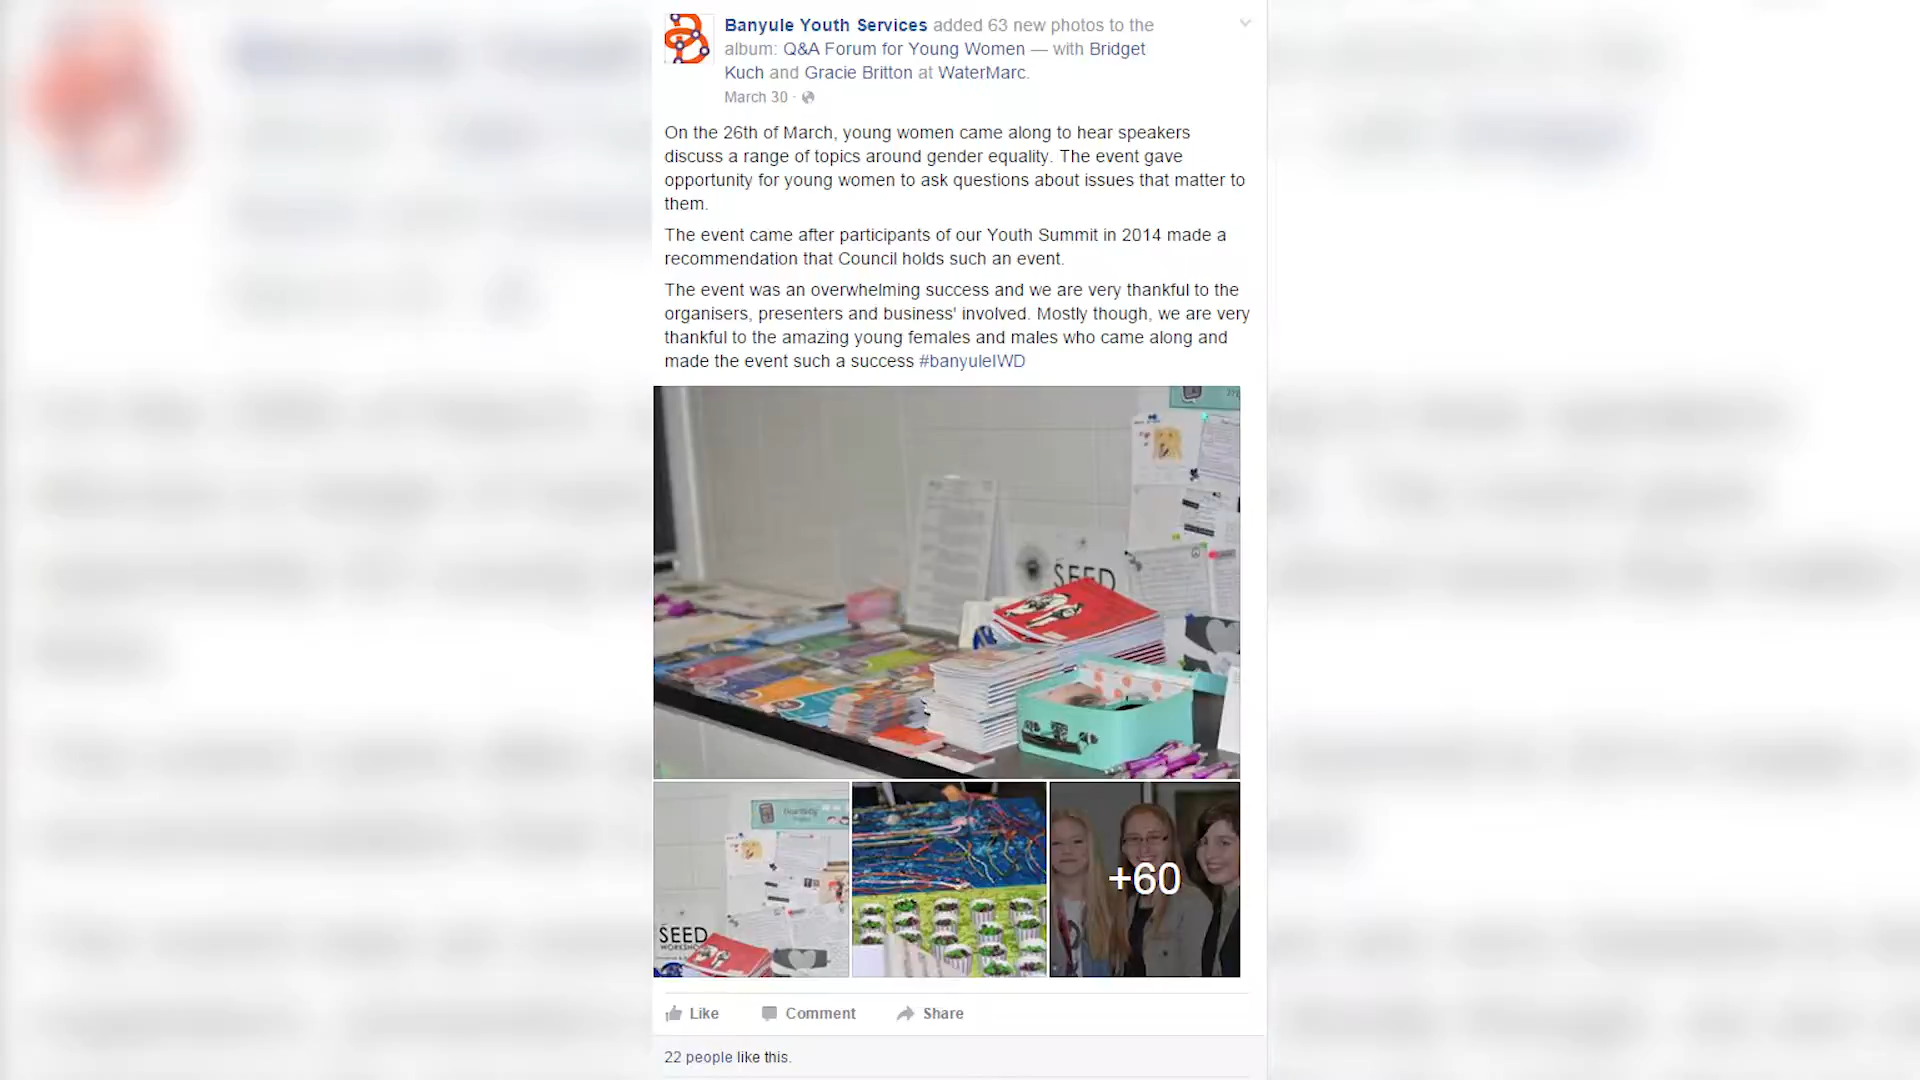 Banyule Youth Services added 63 new photos to the
album: Q&A Forum for Young Women — with Bridget
Kuch and Gracie Britton at WaterMarc.
March 30 ·
On the 26th of March, young women came along to hear speakers
discuss a range of topics around gender equality. The event gave
opportunity for young women to ask questions about issues that matter to
them.
The event came after participants of our Youth Summit in 2014 made a
recommendation that Council holds such an event.
The event was an overwhelming success and we are very thankful to the
organisers, presenters and business' involved. Mostly though, we are very
thankful to the amazing young females and males who came along and
made the event such a success #banyuleIWD
SEED
SEED
WORKSHO
+60
Like
Comment
Share
22 people like this.